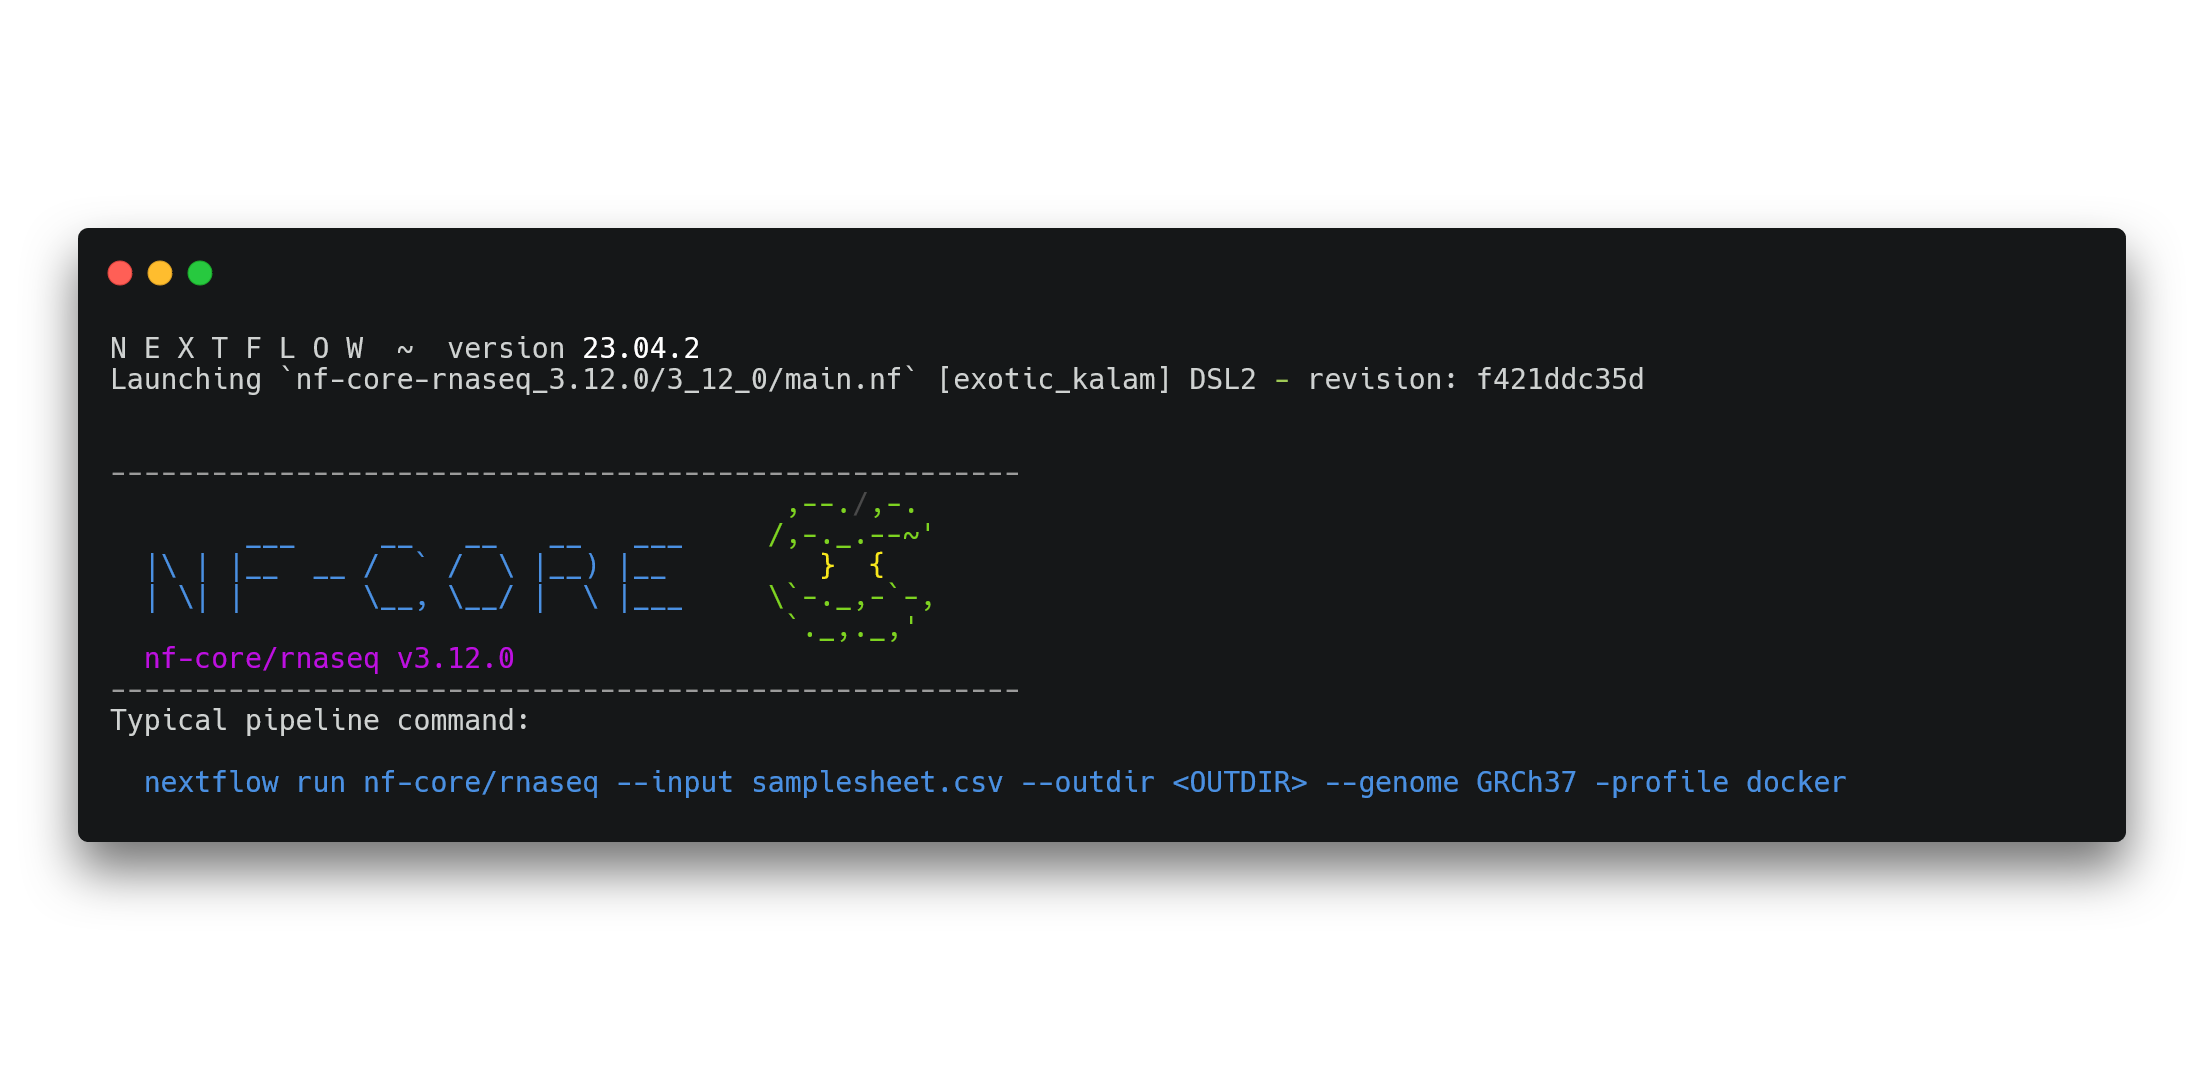 N E X T F L O W  ~  version 23.04.2
Launching `nf-core-rnaseq_3.12.0/3_12_0/main.nf` [exotic_kalam] DSL2 - revision: f421ddc35d
------------------------------------------------------
                                        ,--./,-.
        ___     __   __   __   ___     /,-._.--~'
  |\ | |__  __ /  ` /  \ |__) |__         }  {
  | \| |       \__, \__/ |  \ |___     \`-._,-`-,
                                        `._,._,'
  nf-core/rnaseq v3.12.0
------------------------------------------------------
Typical pipeline command:
  nextflow run nf-core/rnaseq --input samplesheet.csv --outdir <OUTDIR> --genome GRCh37 -profile docker